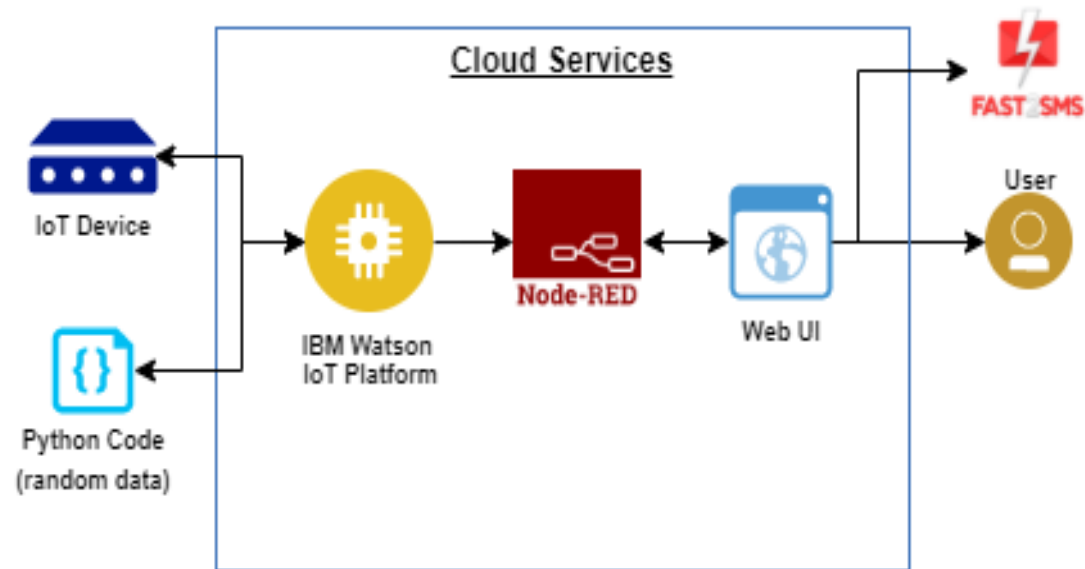 Cloud Services
FAST2SMS
User
IoT Device
Node-RED
Web UI
IBM Watson
IoT Platform
{}
Python Code
(random data)